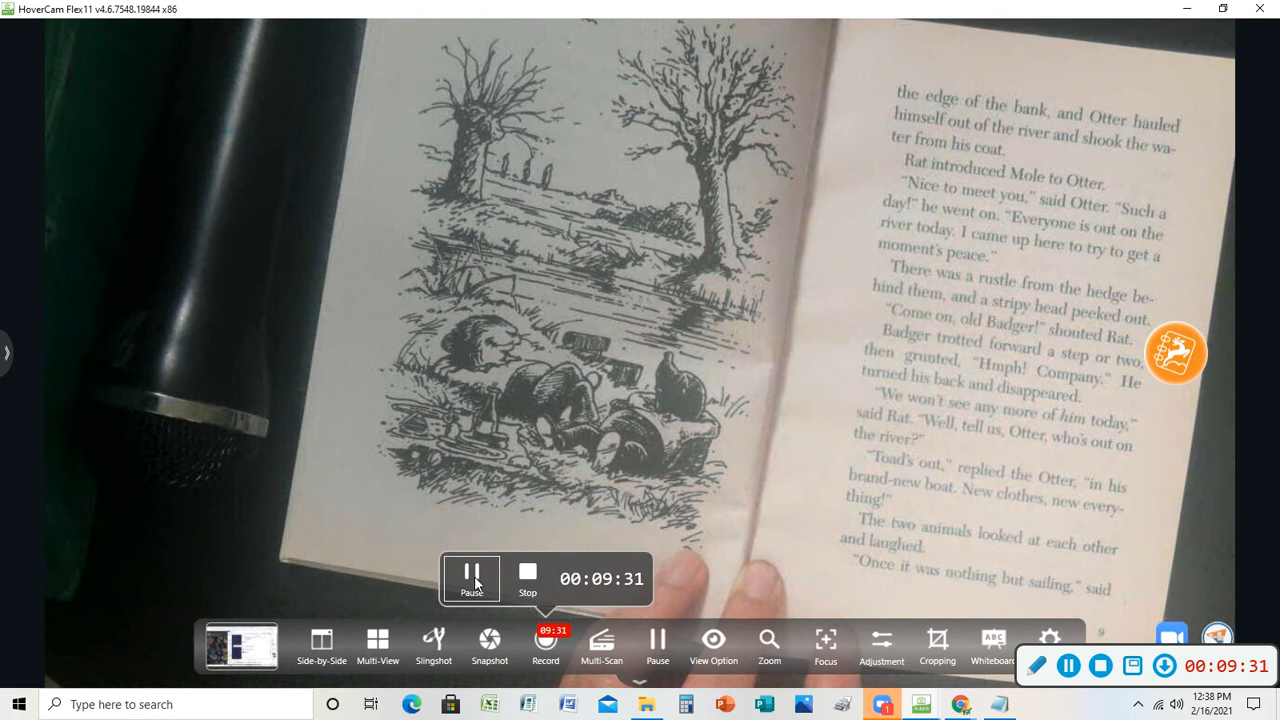 HoverCam Flex11 v4.6.7548.19844 x86
the edge of the bank, and Otter hauled
himself out of the river and shook the wa-
ter from his coat.
Rat introduced Mole to Otter.
"Nice to meet you," said Otter. "Such a
day!" he went on. "Everyone is out on the
river today. I came up here to try to get a
moment's peace."
There was a rustle from the hedge be-
hind them, and a stripy head peeked out.
"Come on, old Badger!" shouted Rat.
Badger trotted forward a step or two,
then grunted, "Hmph! Company." He
turned his back and disappeared.
"We won't see any more of him today,"
said Rat. "Well, tell us, Otter, who's out on
the river?"
"Toad's out," replied the Otter, "in his
brand-new boat. New clothes, new every-
thing!"
The two animals looked at each other
and laughed.
"Once it was nothing but sailing," said
9
Pause
Stop
00:09:31
09:31
Side-by-Side
Multi-View
Slingshot
Snapshot
Record
Multi-Scan
Pause
View Option
Zoom
Focus
Adjustment
Cropping
ABC
Whiteboard
00:09:31
Type here to search
1
12:38 PM
2/16/2021